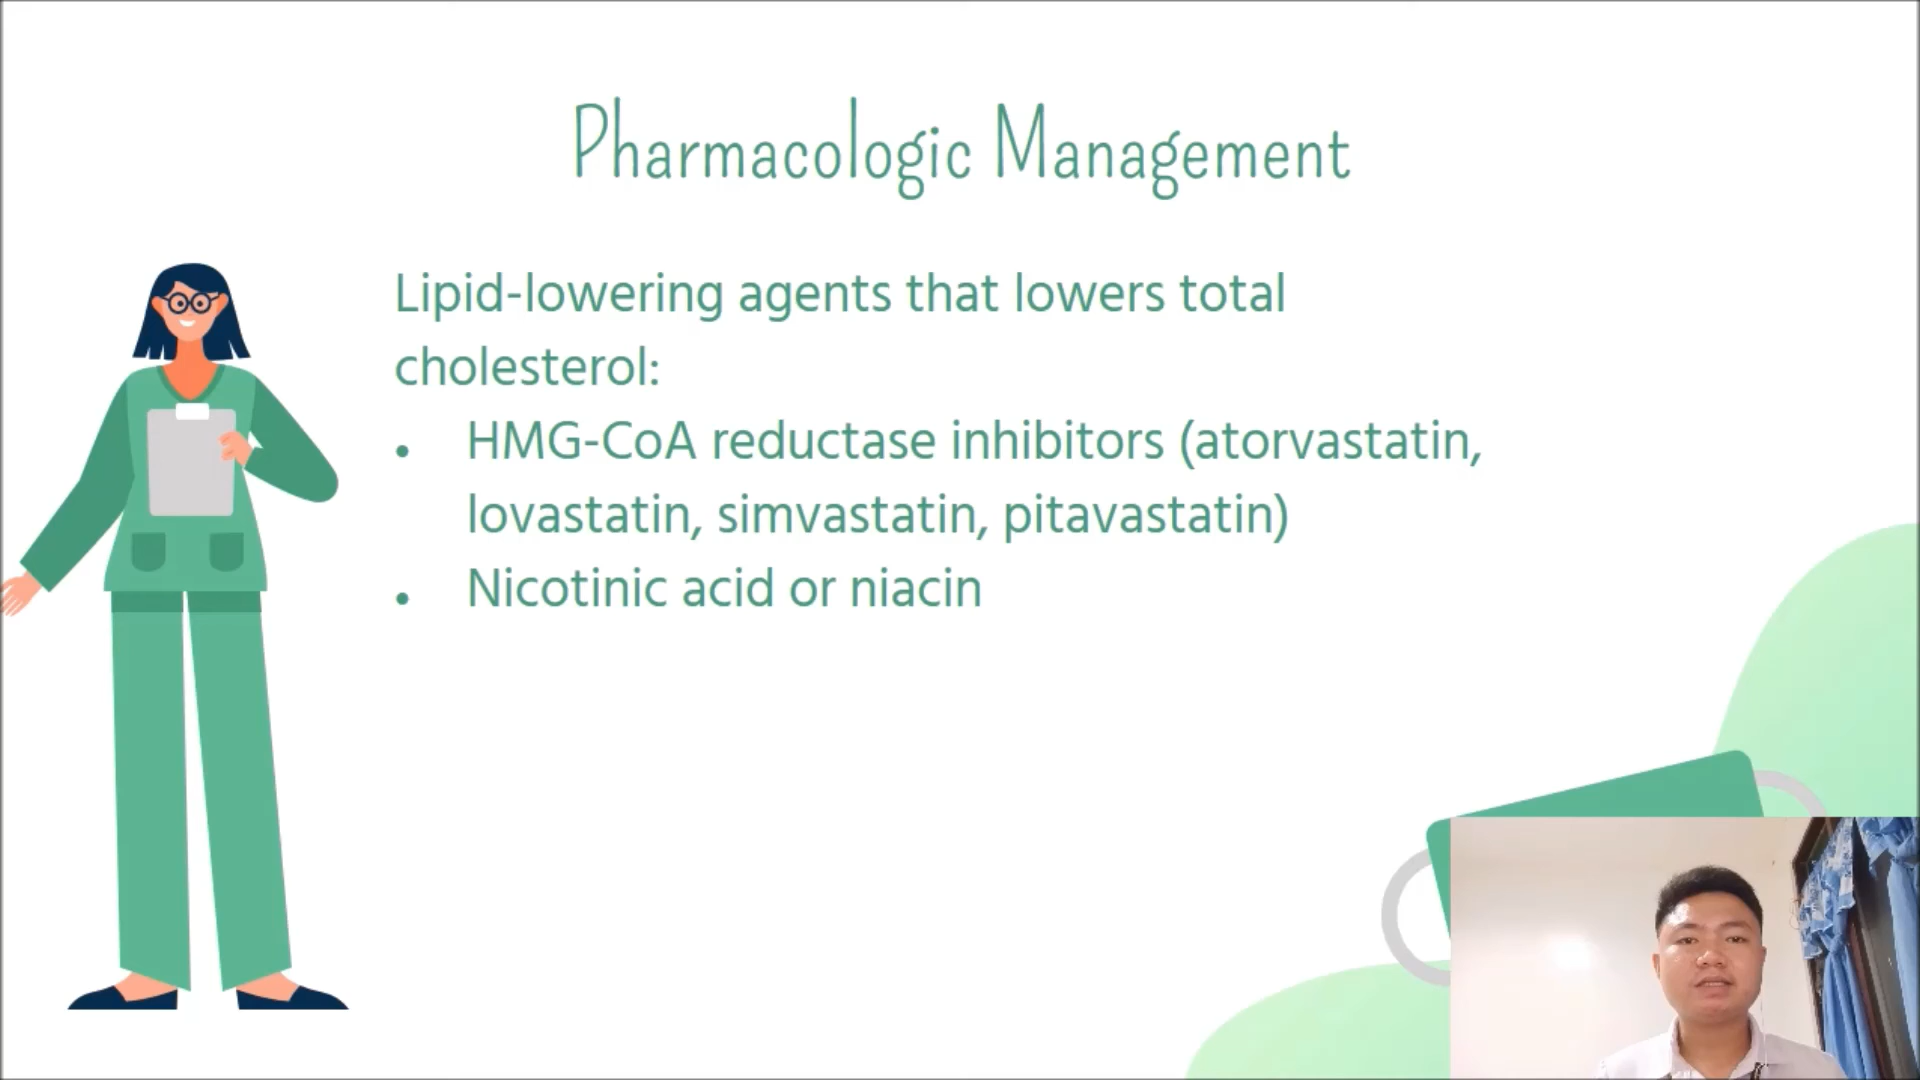 Pharmacologic Management
Lipid-lowering agents that lowers total
cholesterol:
• HMG-CoA reductase inhibitors (atorvastatin,
lovastatin, simvastatin, pitavastatin)
• Nicotinic acid or niacin